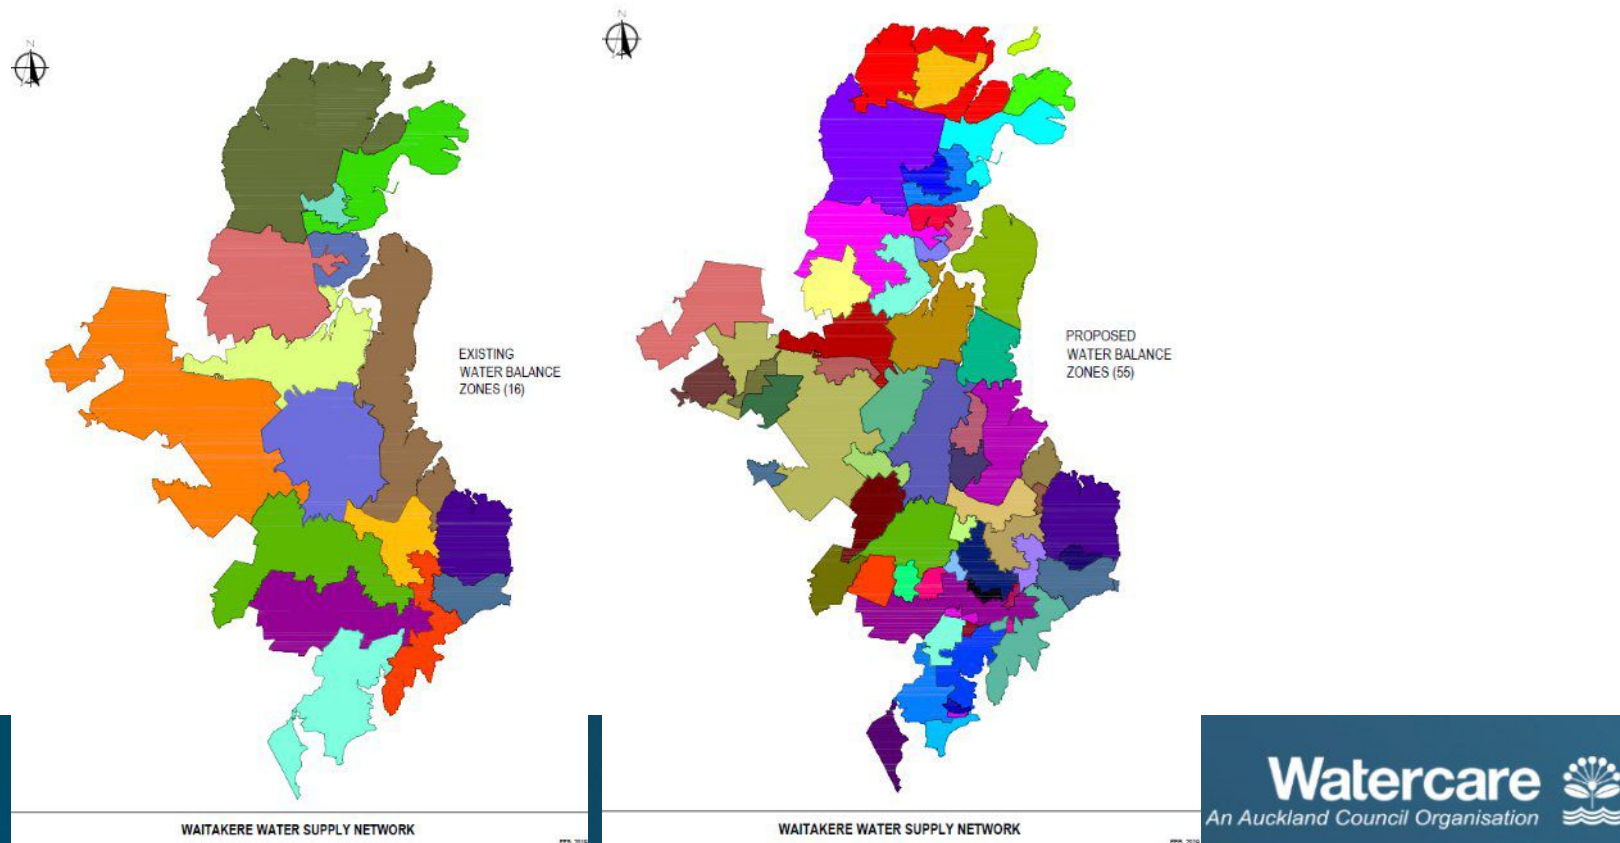 N
EXISTING
WATER BALANCE
ZONES (16)
WAITAKERE WATER SUPPLY NETWORK
N
PROPOSED
WATER BALANCE
ZONES (55)
WAITAKERE WATER SUPPLY NETWORK
Watercare
An Auckland Council Organisation